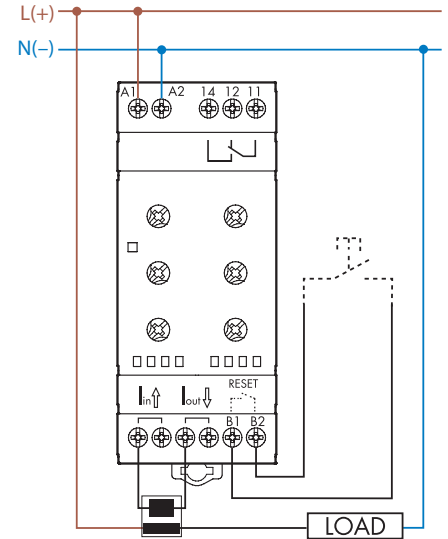 L(+)
N(−)
A1 A2 14 12 11
Iin⇧ Iout⇩ RESET
B1 B2
LOAD